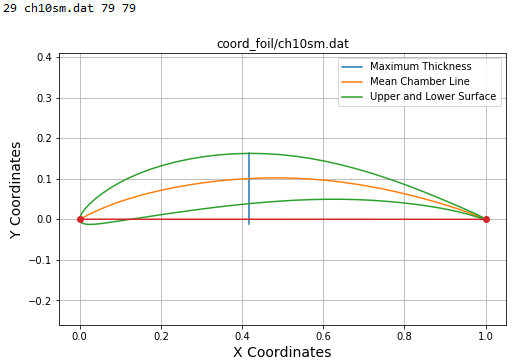 29 ch10sm.dat 79 79
coord_foil/ch10sm.dat
Maximum Thickness
Mean Chamber Line
Upper and Lower Surface
Y Coordinates
0.4
0.3
0.2
0.1
0.0
−0.1
−0.2
0.0 0.2 0.4 0.6 0.8 1.0
X Coordinates